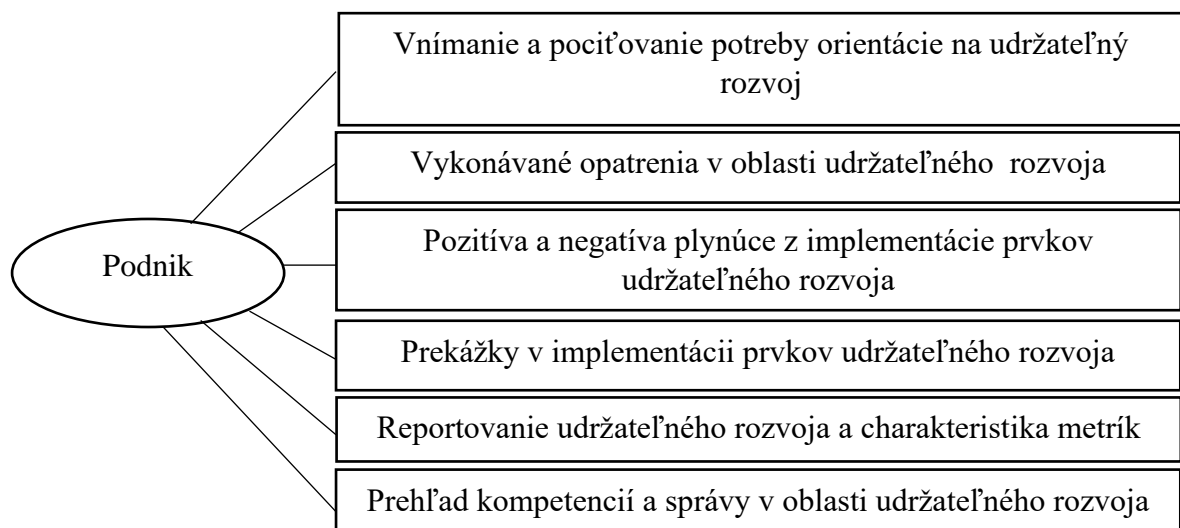 Vnímanie a pociťovanie potreby orientácie na udržateľný
rozvoj
Vykonávané opatrenia v oblasti udržateľného rozvoja
Podnik
Pozitíva a negatíva plynúce z implementácie prvkov
udržateľného rozvoja
Prekážky v implementácii prvkov udržateľného rozvoja
Reportovanie udržateľného rozvoja a charakteristika metrík
Prehľad kompetencií a správy v oblasti udržateľného rozvoja